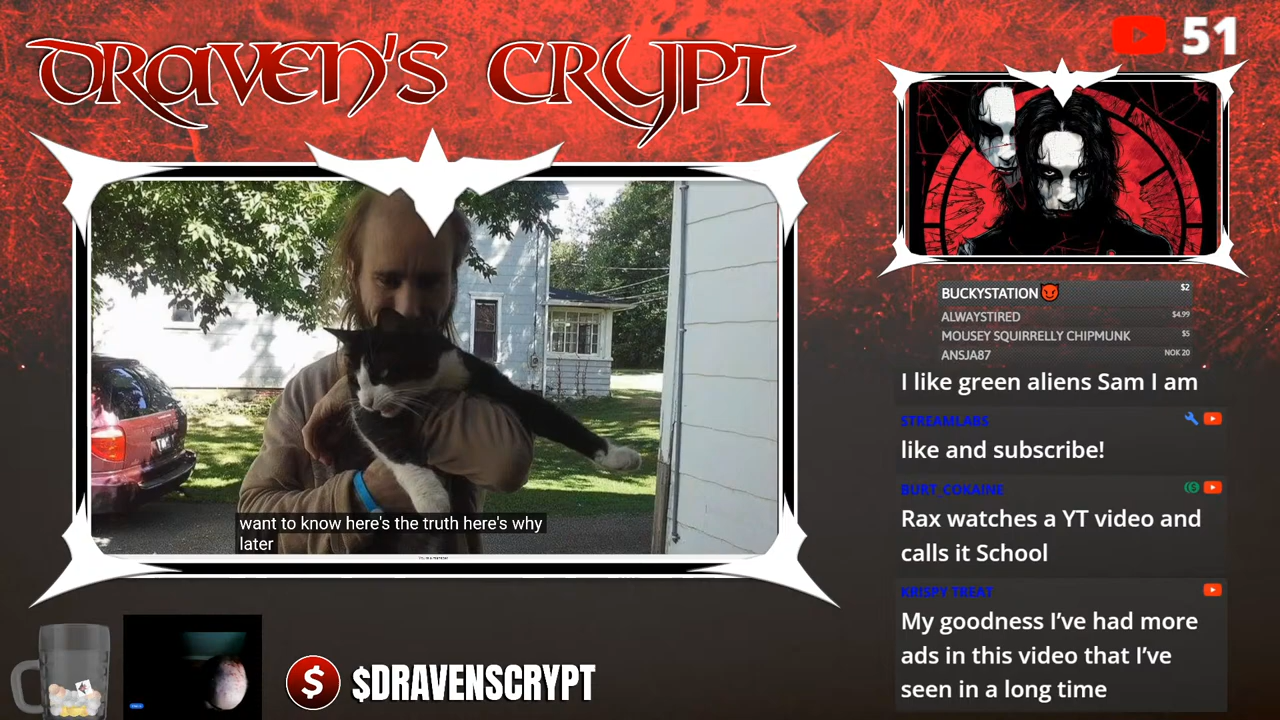 DRAVEN'S CRYPT
51
BUCKYSTATION😈 $2
ALWAYSTIRED $4.99
MOUSEY SQUIRRELLY CHIPMUNK $5
ANSJA87 NOK 20
I like green aliens Sam I am
STREAMLABS
like and subscribe!
BURT_COKAINE
Rax watches a YT video and
calls it School
KRISPY TREAT
My goodness I’ve had more
ads in this video that I’ve
seen in a long time
want to know here's the truth here's why
later
$ $DRAVENSCRYPT